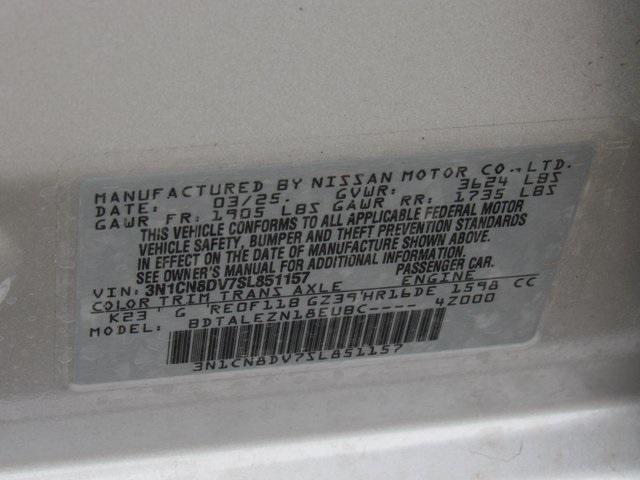 MANUFACTURED BY NISSAN MOTOR CO.,LTD.
DATE: 03/25. GVWR: 3624 LBS
GAWR FR: 1905 LBS GAWR RR: 1735 LBS
THIS VEHICLE CONFORMS TO ALL APPLICABLE FEDERAL MOTOR
VEHICLE SAFETY, BUMPER AND THEFT PREVENTION STANDARDS
IN EFFECT ON THE DATE OF MANUFACTURE SHOWN ABOVE.
SEE OWNER'S MANUAL FOR ADDITIONAL INFORMATION.
VIN: 3N1CN8DV7SL851157 PASSENGER CAR.
COLOR TRIM TRANS AXLE ENGINE
K23 G RE0F11B GZ39 HR16DE 1598 CC
BDTALEZN18EUBC---- 4Z000
3N1CN8DV7SL851157